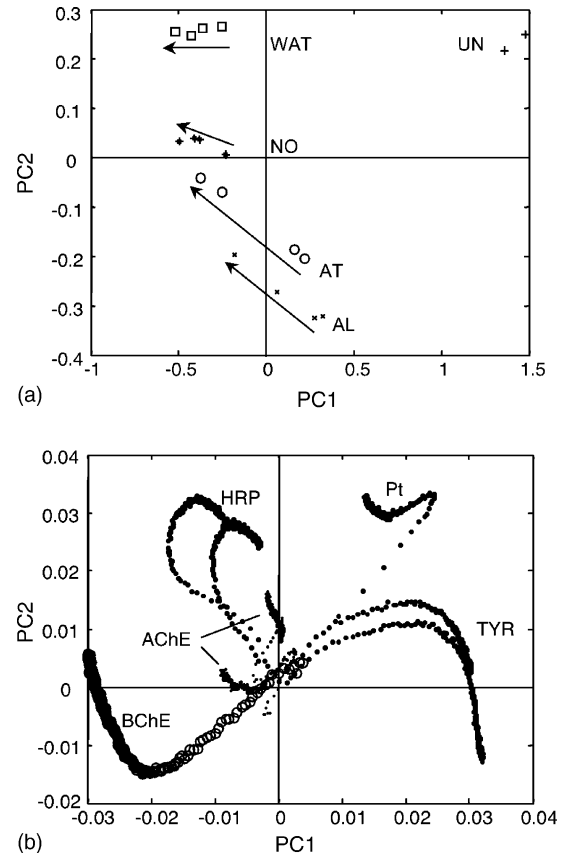 0.3
WAT
UN
0.2
0.1
NO
0
PC2
-0.1
AT
-0.2
AL
-0.3
-0.4
-1 -0.5 0 0.5 1 1.5
(a)
PC1
0.04
HRP
Pt
0.03
0.02
PC2
AChE
0.01
TYR
0
BChE
-0.01
-0.02
-0.03 -0.02 -0.01 0 0.01 0.02 0.03 0.04
(b)
PC1